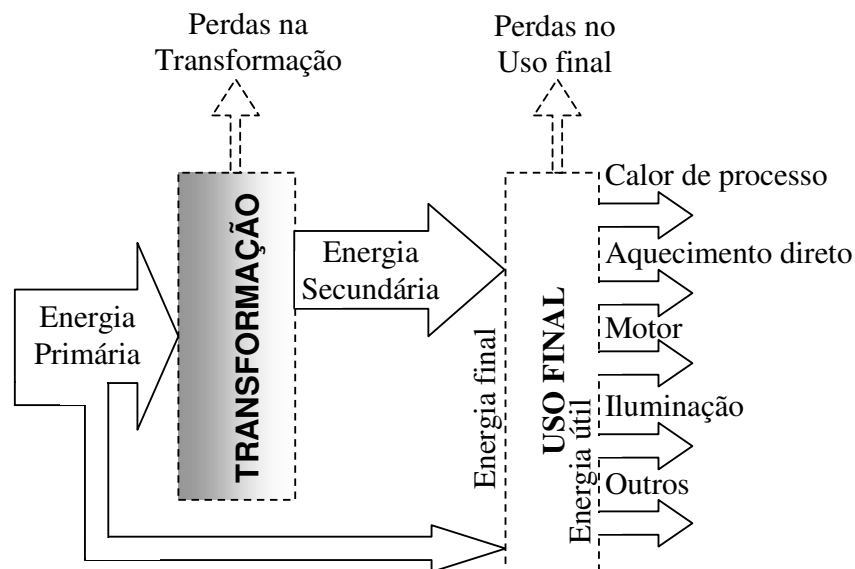 Perdas na
Transformação
Perdas no
Uso final
Energia
Primária
TRANSFORMAÇÃO
Energia
Secundária
Energia final
USO FINAL
Energia útil
Calor de processo
Aquecimento direto
Motor
Iluminação
Outros